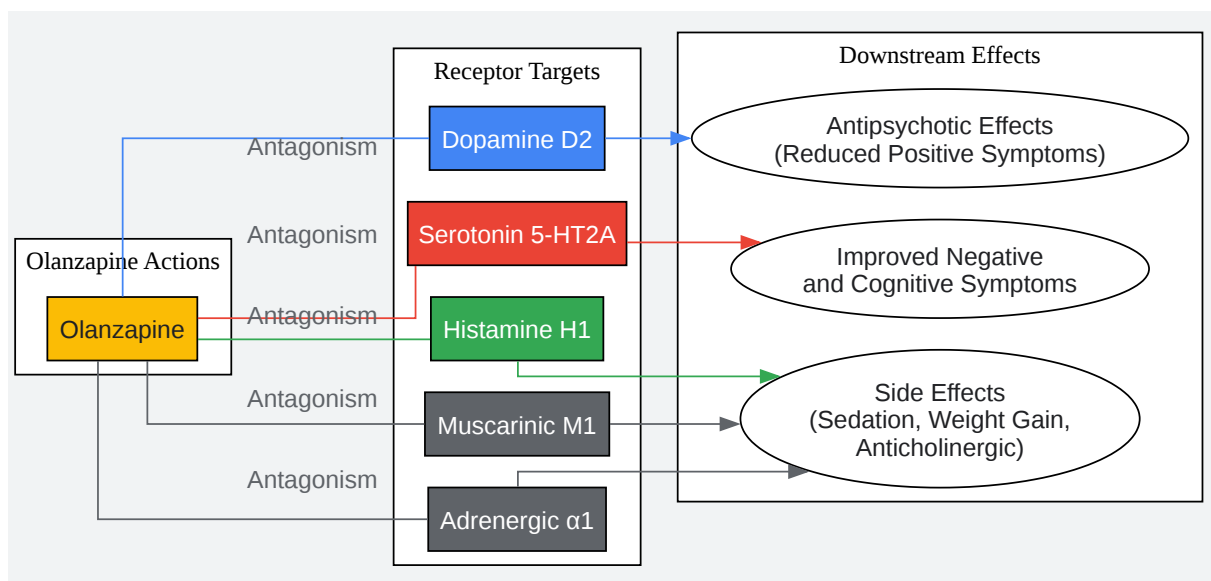 Olanzapine Actions
Olanzapine
Antagonism
Antagonism
Antagonism
Antagonism
Antagonism
Receptor Targets
Dopamine D2
Serotonin 5-HT2A
Histamine H1
Muscarinic M1
Adrenergic α1
Downstream Effects
Antipsychotic Effects
(Reduced Positive Symptoms)
Improved Negative
and Cognitive Symptoms
Side Effects
(Sedation, Weight Gain,
Anticholinergic)